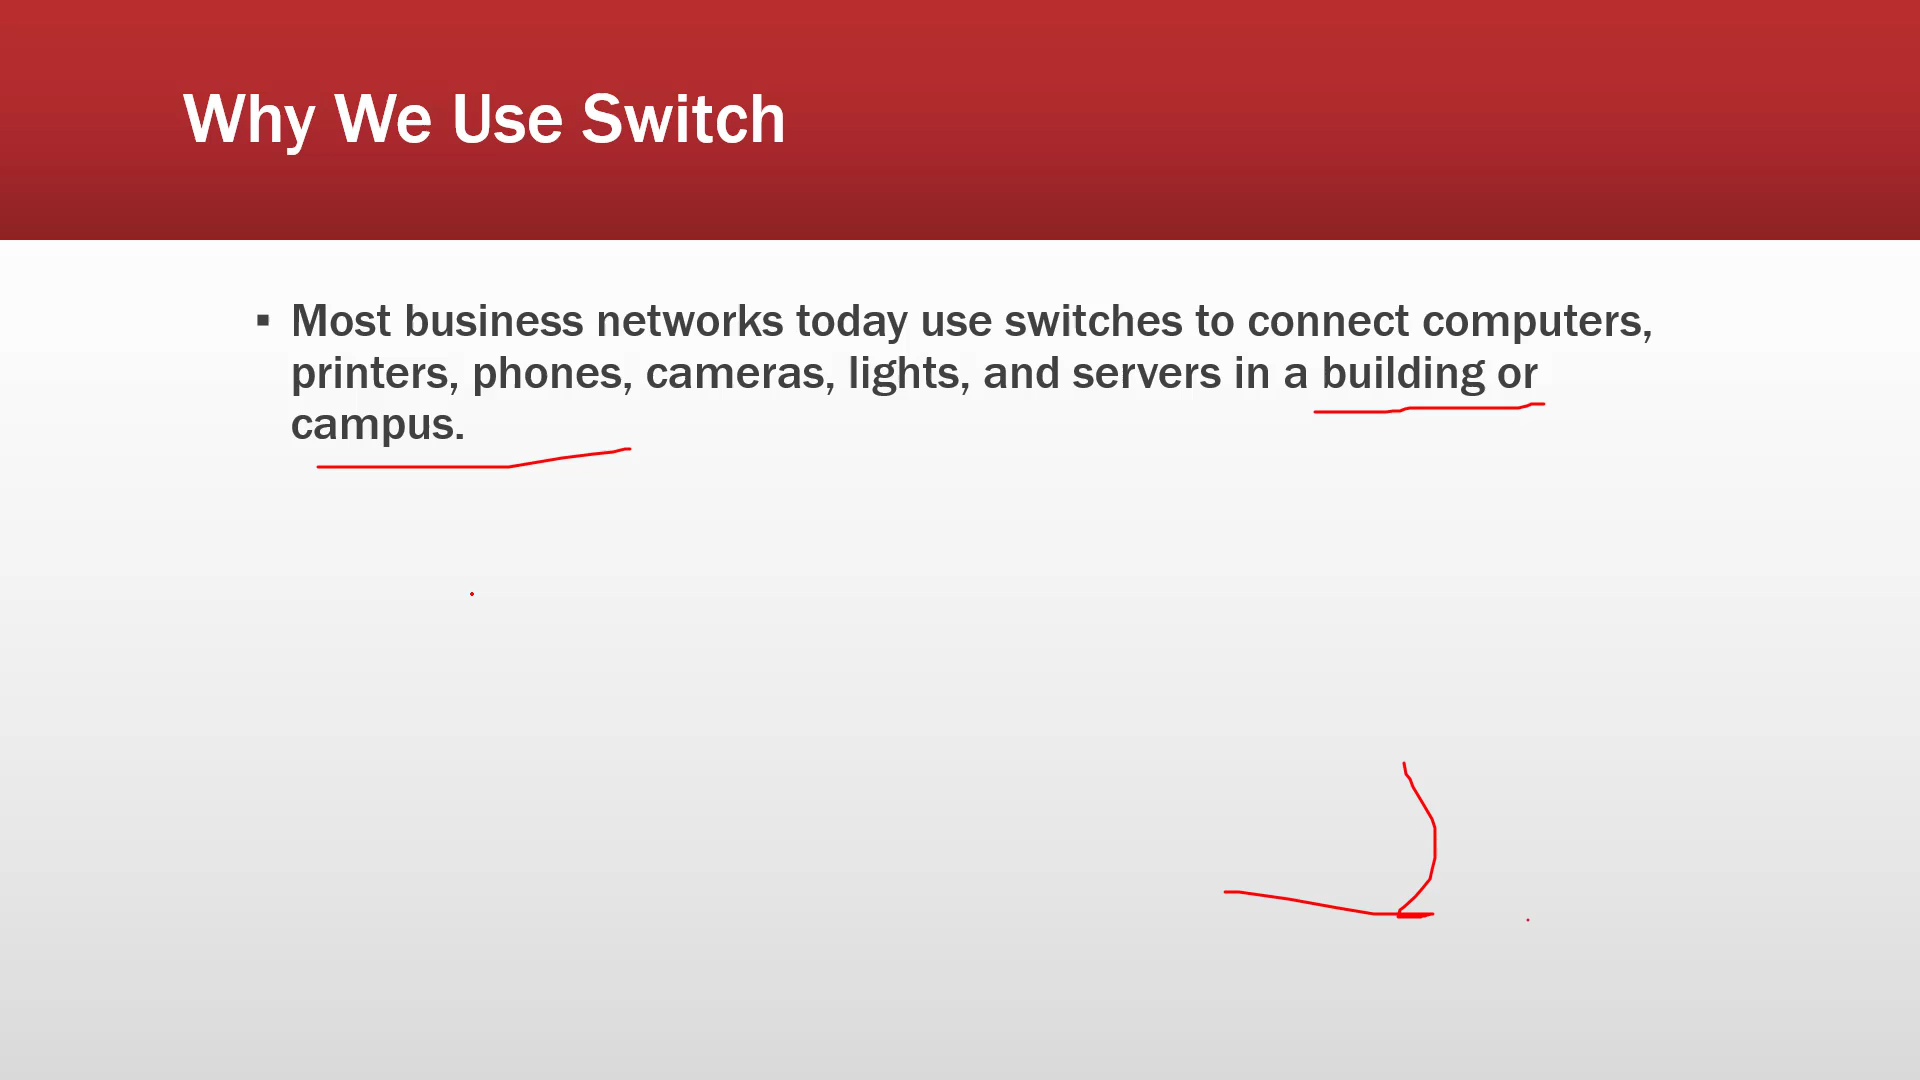 Why We Use Switch
▪ Most business networks today use switches to connect computers,
printers, phones, cameras, lights, and servers in a building or
campus.